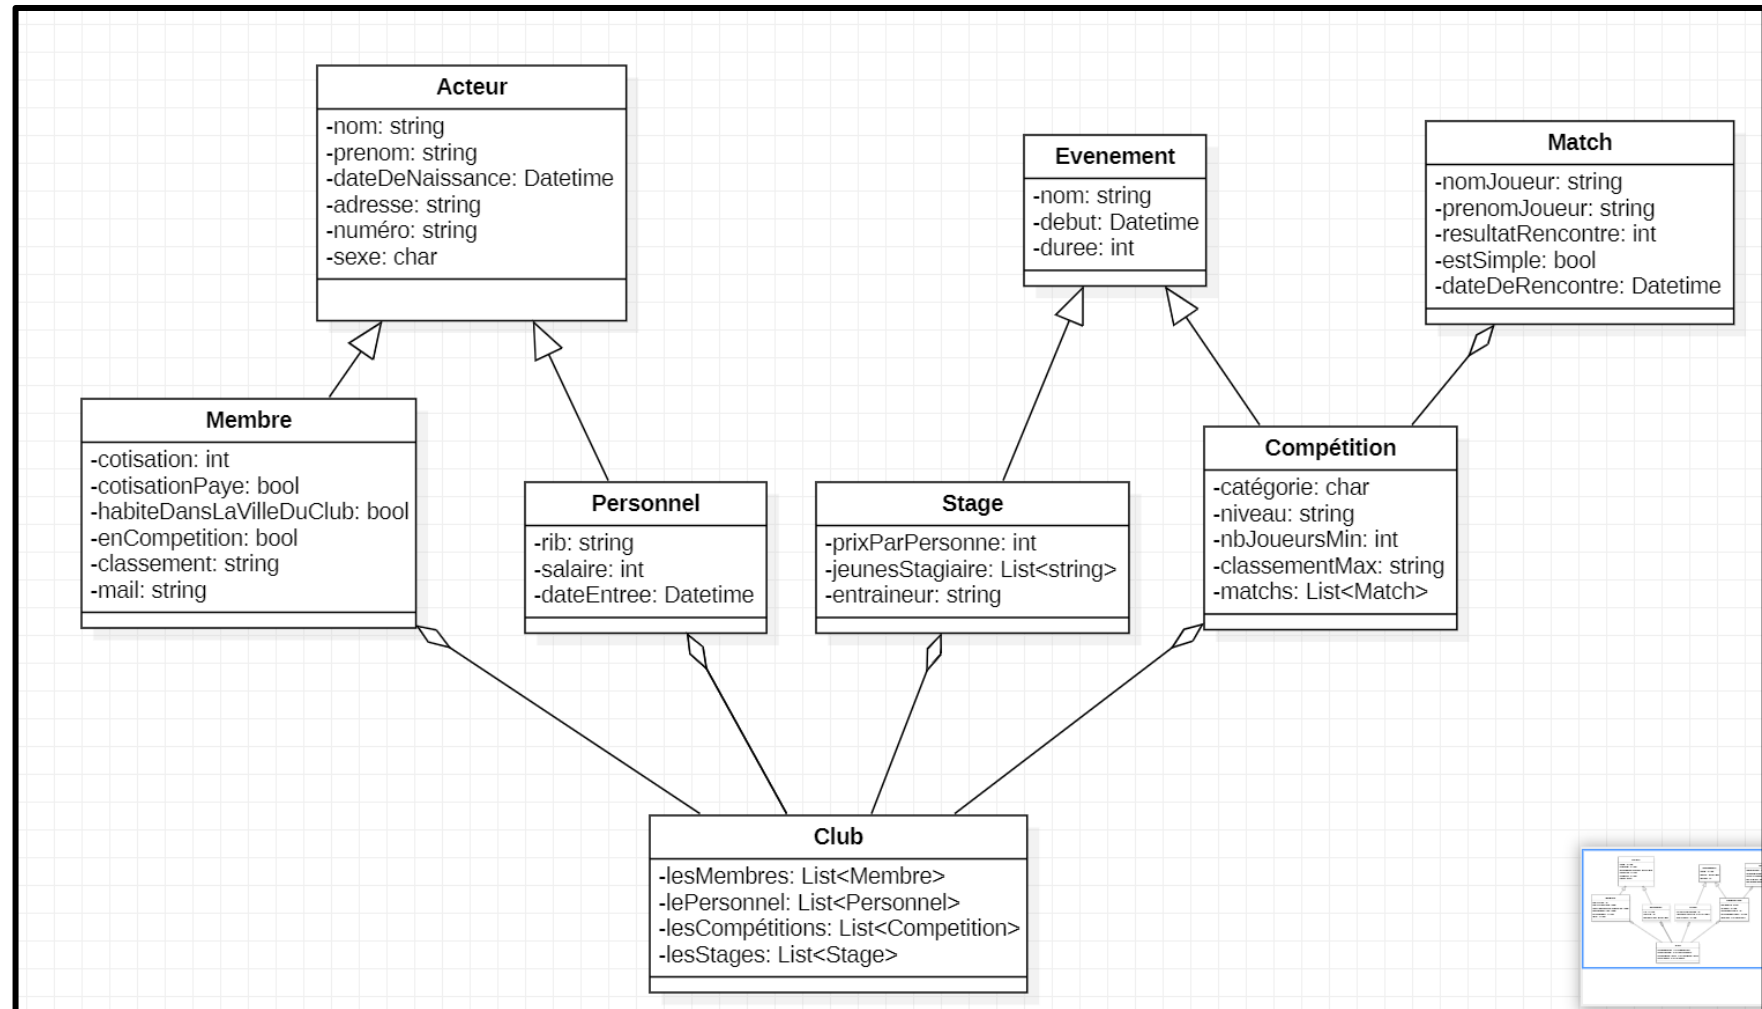 Acteur
-nom: string
-prenom: string
-dateDeNaissance: Datetime
-adresse: string
-numéro: string
-sexe: char
Evenement
-nom: string
-debut: Datetime
-duree: int
Match
-nomJoueur: string
-prenomJoueur: string
-resultatRencontre: int
-estSimple: bool
-dateDeRencontre: Datetime
Membre
-cotisation: int
-cotisationPaye: bool
-habiteDansLaVilleDuClub: bool
-enCompetition: bool
-classement: string
-mail: string
Personnel
-rib: string
-salaire: int
-dateEntree: Datetime
Stage
-prixParPersonne: int
-jeunesStagiaire: List<string>
-entraineur: string
Compétition
-catégorie: char
-niveau: string
-nbJoueursMin: int
-classementMax: string
-matchs: List<Match>
Club
-lesMembres: List<Membre>
-lePersonnel: List<Personnel>
-lesCompétitions: List<Competition>
-lesStages: List<Stage>